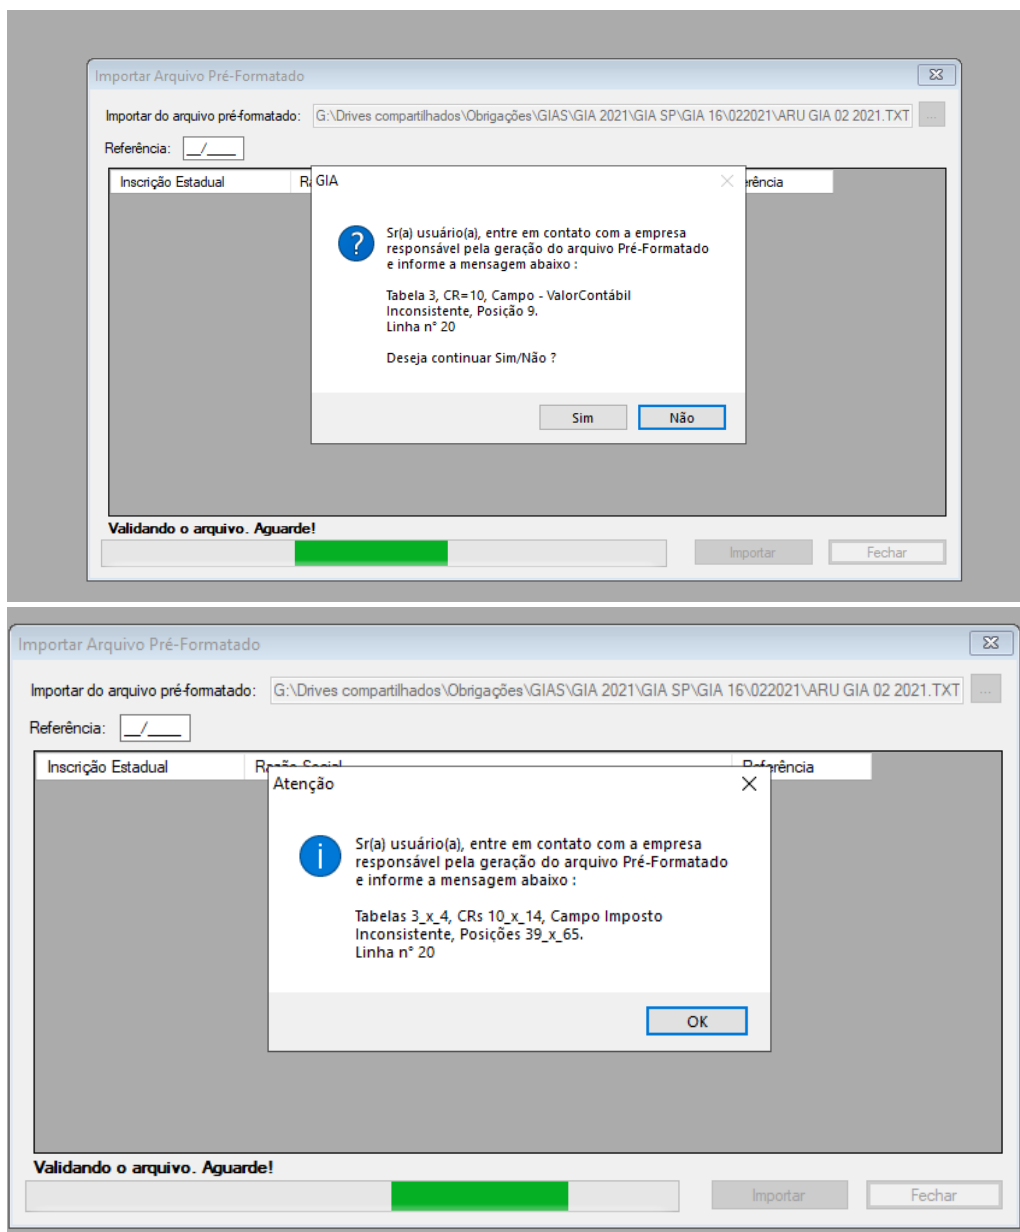 Importar Arquivo Pré-Formatado
Importar do arquivo pré-formatado: G:\Drives compartilhados\Obrigações\GIAS\GIA 2021\GIA SP\GIA 16\022021\ARU GIA 02 2021.TXT ...
Referência: __/____
Inscrição Estadual
GIA
Sr(a) usuário(a), entre em contato com a empresa
responsável pela geração do arquivo Pré-Formatado
e informe a mensagem abaixo :
Tabela 3, CR=10, Campo - ValorContábil
Inconsistente, Posição 9.
Linha n° 20
Deseja continuar Sim/Não ?
Sim Não
Validando o arquivo. Aguarde!
Importar Fechar
Importar Arquivo Pré-Formatado
Importar do arquivo pré-formatado: G:\Drives compartilhados\Obrigações\GIAS\GIA 2021\GIA SP\GIA 16\022021\ARU GIA 02 2021.TXT ...
Referência: __/____
Inscrição Estadual Razão Social Referência
Atenção
Sr(a) usuário(a), entre em contato com a empresa
responsável pela geração do arquivo Pré-Formatado
e informe a mensagem abaixo :
Tabelas 3_x_4, CRs 10_x_14, Campo Imposto
Inconsistente, Posições 39_x_65.
Linha n° 20
OK
Validando o arquivo. Aguarde!
Importar Fechar